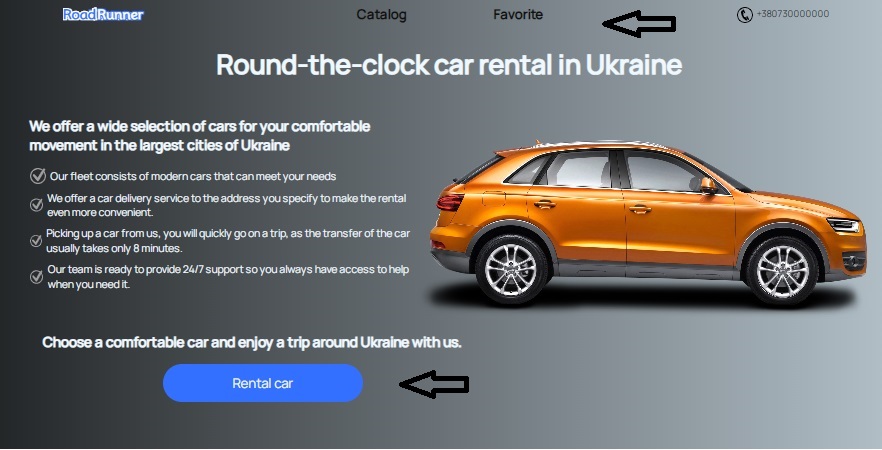 RoadRunner
Catalog
Favorite
+380730000000
Round-the-clock car rental in Ukraine
We offer a wide selection of cars for your comfortable
movement in the largest cities of Ukraine
Our fleet consists of modern cars that can meet your needs
We offer a car delivery service to the address you specify to make the rental
even more convenient.
Picking up a car from us, you will quickly go on a trip, as the transfer of the car
usually takes only 8 minutes.
Our team is ready to provide 24/7 support so you always have access to help
when you need it.
Choose a comfortable car and enjoy a trip around Ukraine with us.
Rental car